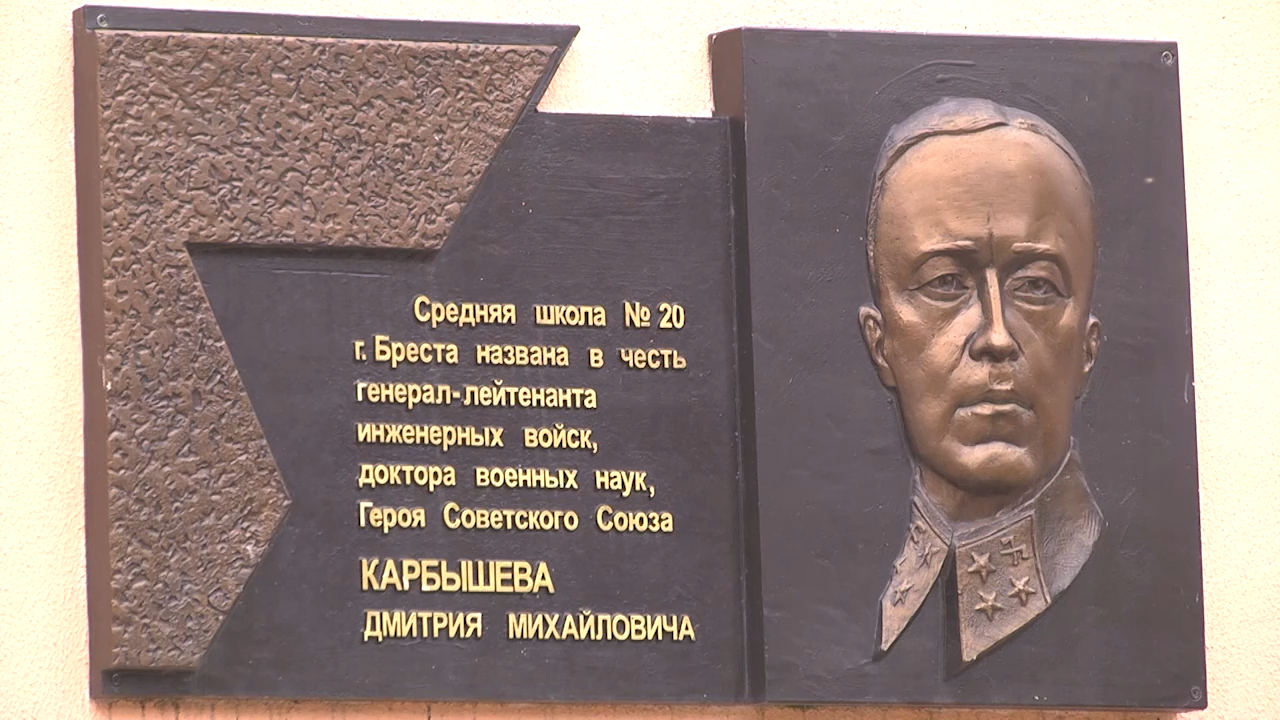 Средняя школа № 20
г. Бреста названа в честь
генерал-лейтенанта
инженерных войск,
доктора военных наук,
Героя Советского Союза
КАРБЫШЕВА
ДМИТРИЯ МИХАЙЛОВИЧА